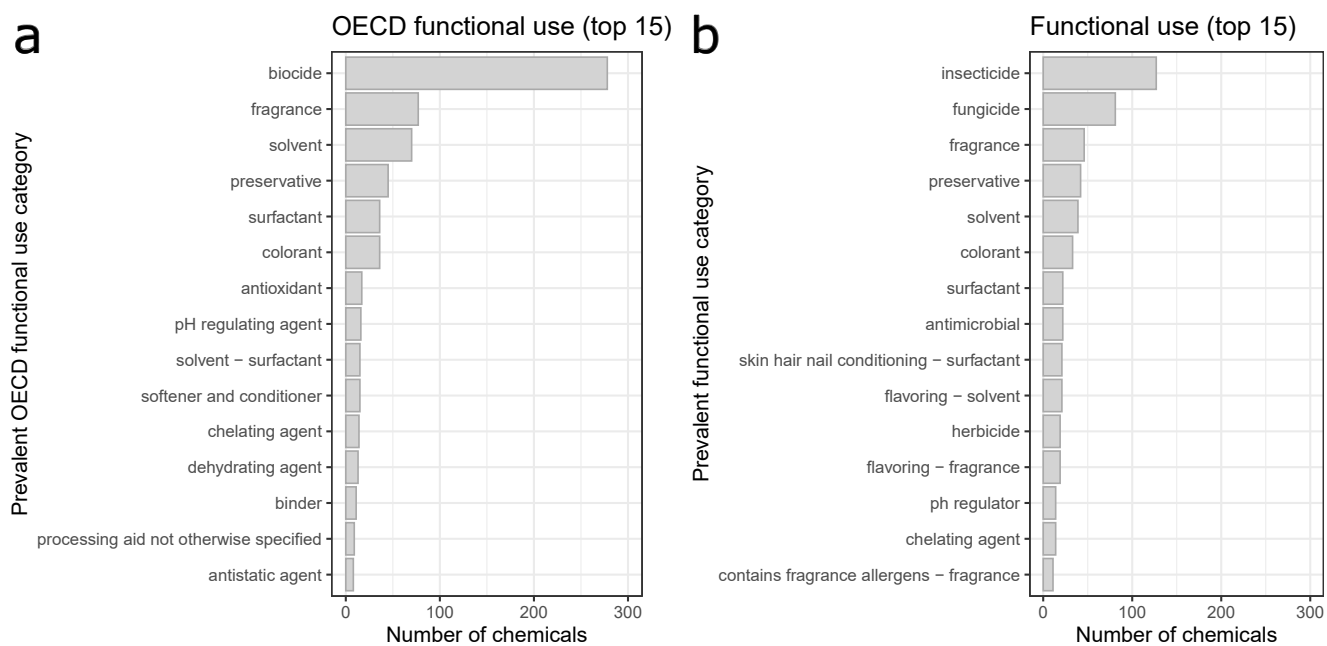 a
OECD functional use (top 15)
Prevalent OECD functional use category
biocide
fragrance
solvent
preservative
surfactant
colorant
antioxidant
pH regulating agent
solvent − surfactant
softener and conditioner
chelating agent
dehydrating agent
binder
processing aid not otherwise specified
antistatic agent
0 100 200 300
Number of chemicals
b
Functional use (top 15)
Prevalent functional use category
insecticide
fungicide
fragrance
preservative
solvent
colorant
surfactant
antimicrobial
skin hair nail conditioning − surfactant
flavoring − solvent
herbicide
flavoring − fragrance
ph regulator
chelating agent
contains fragrance allergens − fragrance
0 100 200 300
Number of chemicals